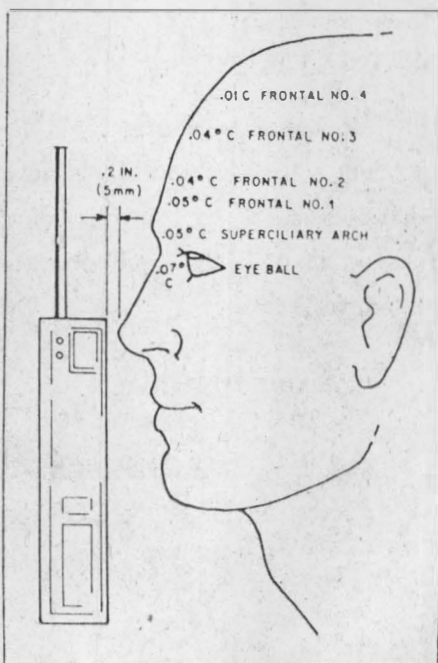 .01C FRONTAL NO. 4
.04° C FRONTAL NO. 3
.2 IN.
(5mm)
.04° C FRONTAL NO. 2
.05° C FRONTAL NO. 1
.05° C SUPERCILIARY ARCH
.07° C EYE BALL